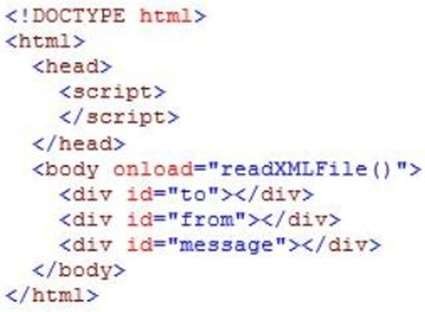 <!DOCTYPE html>
<html>
<head>
<script>
</script>
</head>
<body onload="readXMLFile()">
<div id="to"></div>
<div id="from"></div>
<div id="message"></div>
</body>
</html>